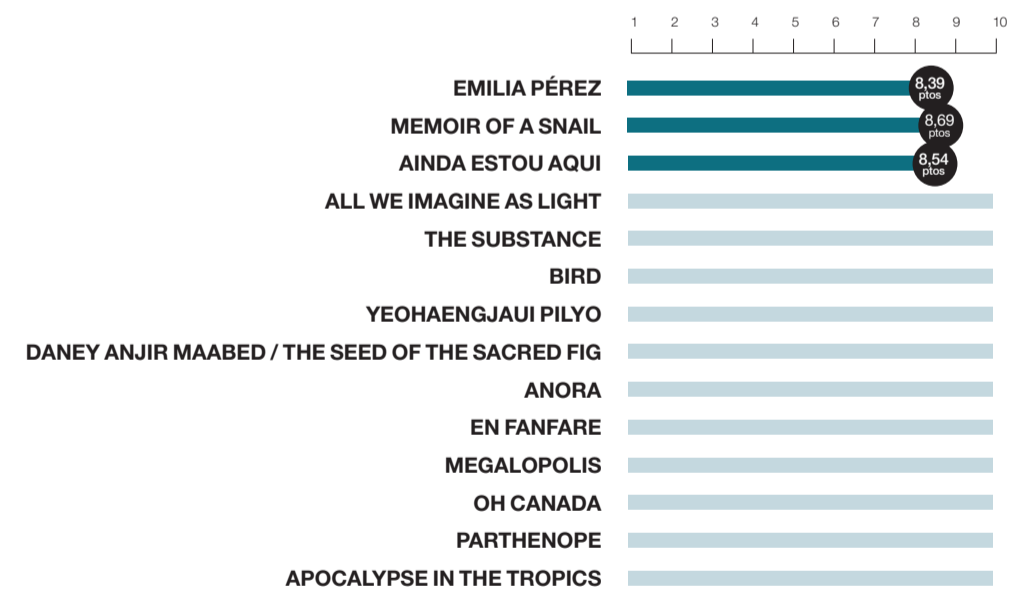 1 2 3 4 5 6 7 8 9 10
EMILIA PÉREZ
8,39
ptos
MEMOIR OF A SNAIL
8,69
ptos
AINDA ESTOU AQUI
8,54
ptos
ALL WE IMAGINE AS LIGHT
THE SUBSTANCE
BIRD
YEOHAENGJAUI PILYO
DANEY ANJIR MAABED / THE SEED OF THE SACRED FIG
ANORA
EN FANFARE
MEGALOPOLIS
OH CANADA
PARTHENOPE
APOCALYPSE IN THE TROPICS